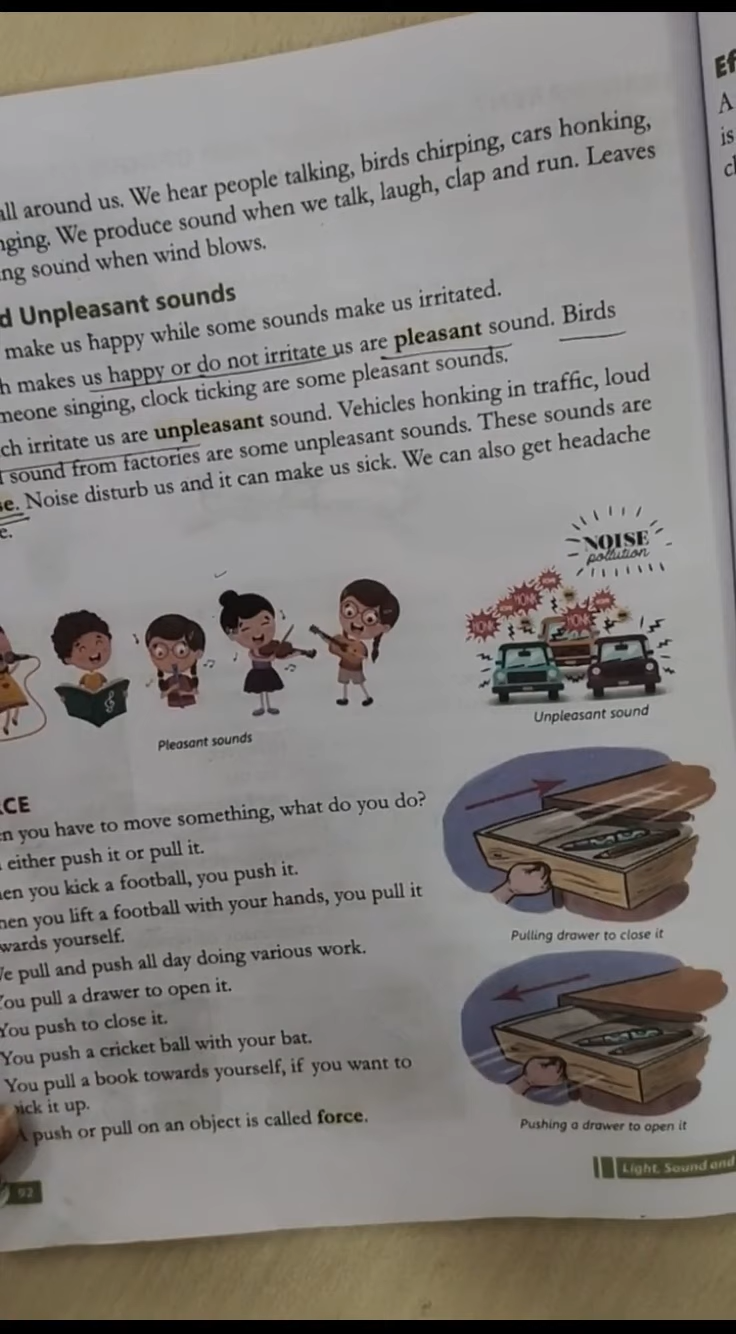 all around us. We hear people talking, birds chirping, cars honking,
nging. We produce sound when we talk, laugh, clap and run. Leaves
ng sound when wind blows.
d Unpleasant sounds
make us happy while some sounds make us irritated.
h makes us happy or do not irritate us are pleasant sound. Birds
meone singing, clock ticking are some pleasant sounds.
ch irritate us are unpleasant sound. Vehicles honking in traffic, loud
sound from factories are some unpleasant sounds. These sounds are
se. Noise disturb us and it can make us sick. We can also get headache
e.
NOISE
pollution
Unpleasant sound
Pleasant sounds
CE
n you have to move something, what do you do?
either push it or pull it.
en you kick a football, you push it.
hen you lift a football with your hands, you pull it
wards yourself.
e pull and push all day doing various work.
You pull a drawer to open it.
You push to close it.
You push a cricket ball with your bat.
You pull a book towards yourself, if you want to
pick it up.
push or pull on an object is called force.
Pulling drawer to close it
Pushing a drawer to open it
92
Light, Sound and
Ef
A
is